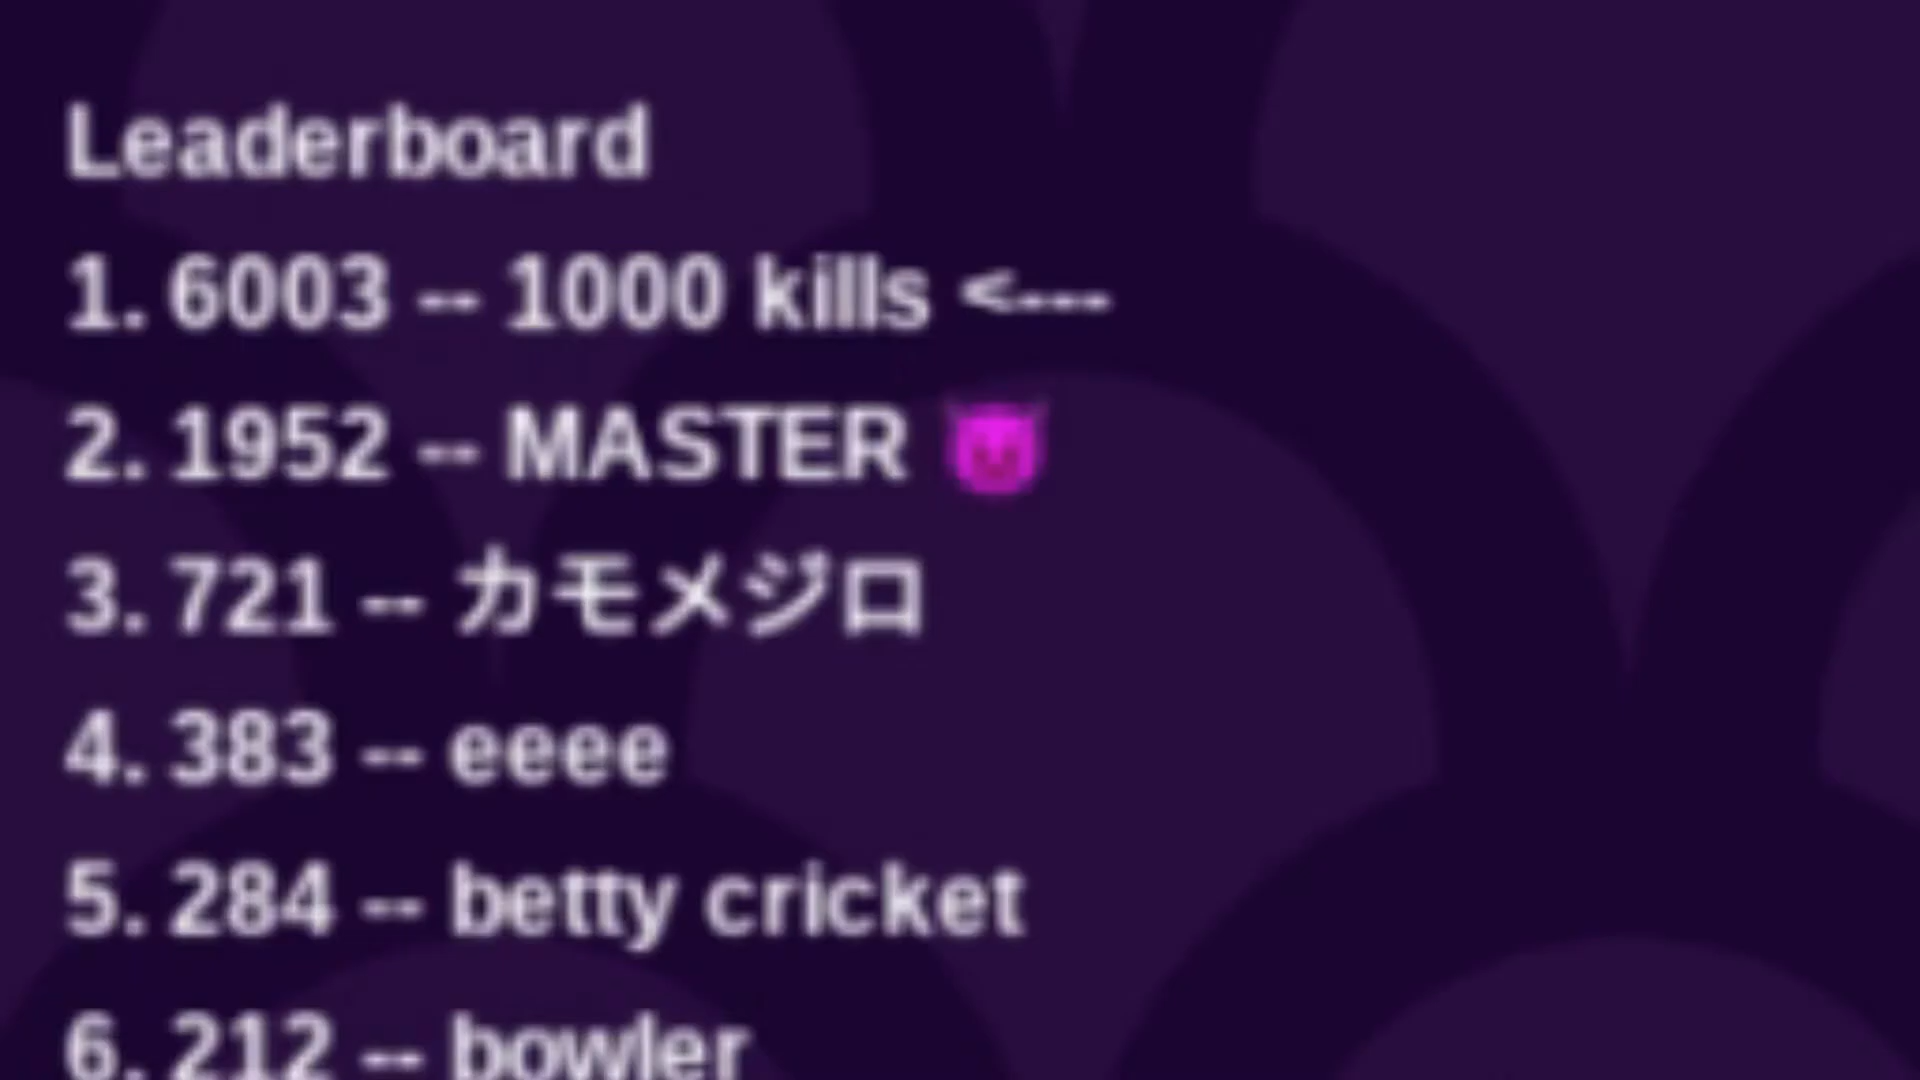 Leaderboard
1. 6003 -- 1000 kills <---
2. 1952 -- MASTER 😈
3. 721 -- カモメジロ
4. 383 -- eeee
5. 284 -- betty cricket
6. 212 -- bowler